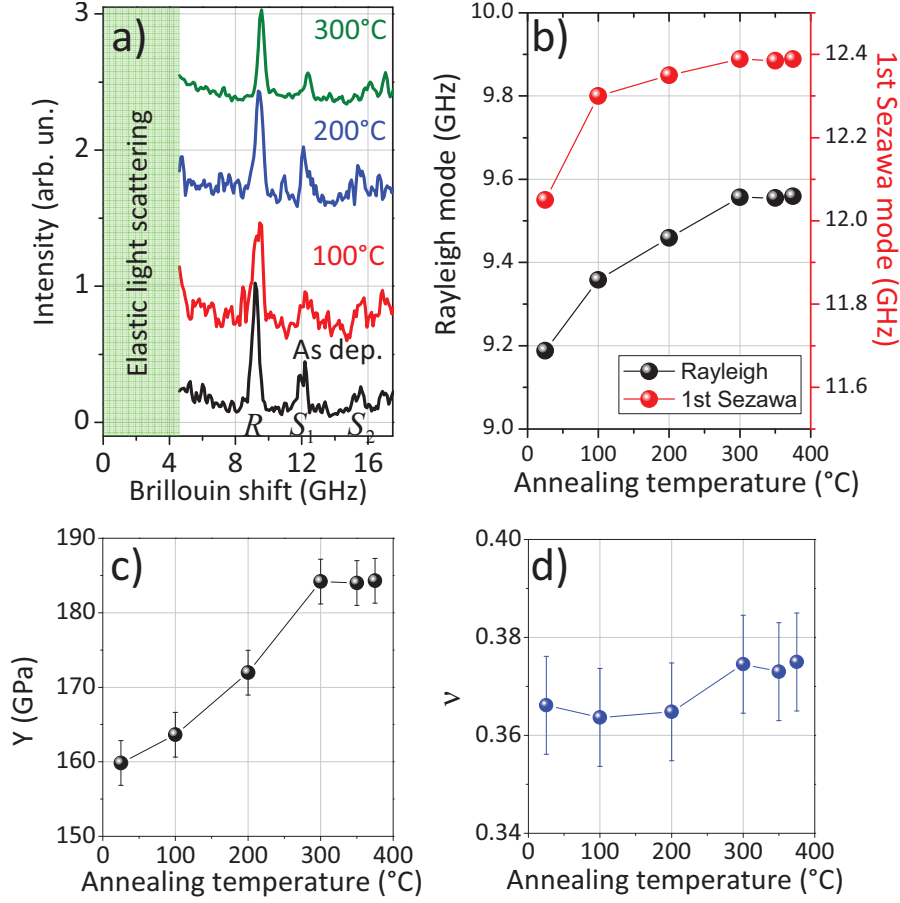 a)
Intensity (arb. un.)
3
2
1
0
Elastic light scattering
300°C
200°C
100°C
As dep.
R S1 S2
0 4 8 12 16
Brillouin shift (GHz)
b)
Rayleigh mode (GHz)
10.0
9.8
9.6
9.4
9.2
9.0
12.4
12.2
12.0
11.8
11.6
1st Sezawa mode
(GHz)
Rayleigh
1st Sezawa
0 100 200 300 400
Annealing temperature (°C)
c)
Y (GPa)
190
180
170
160
150
0 100 200 300 400
Annealing temperature (°C)
d)
ν
0.40
0.38
0.36
0.34
0 100 200 300 400
Annealing temperature (°C)